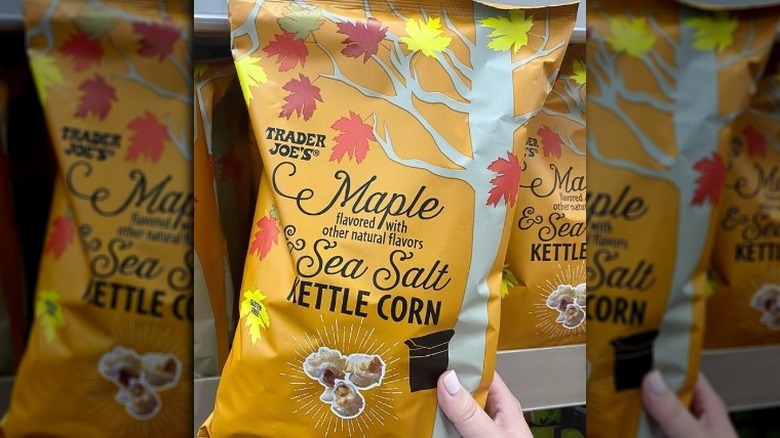 TRADER
JOE'S®
Maple
flavored with
other natural flavors
& Sea Salt
KETTLE CORN